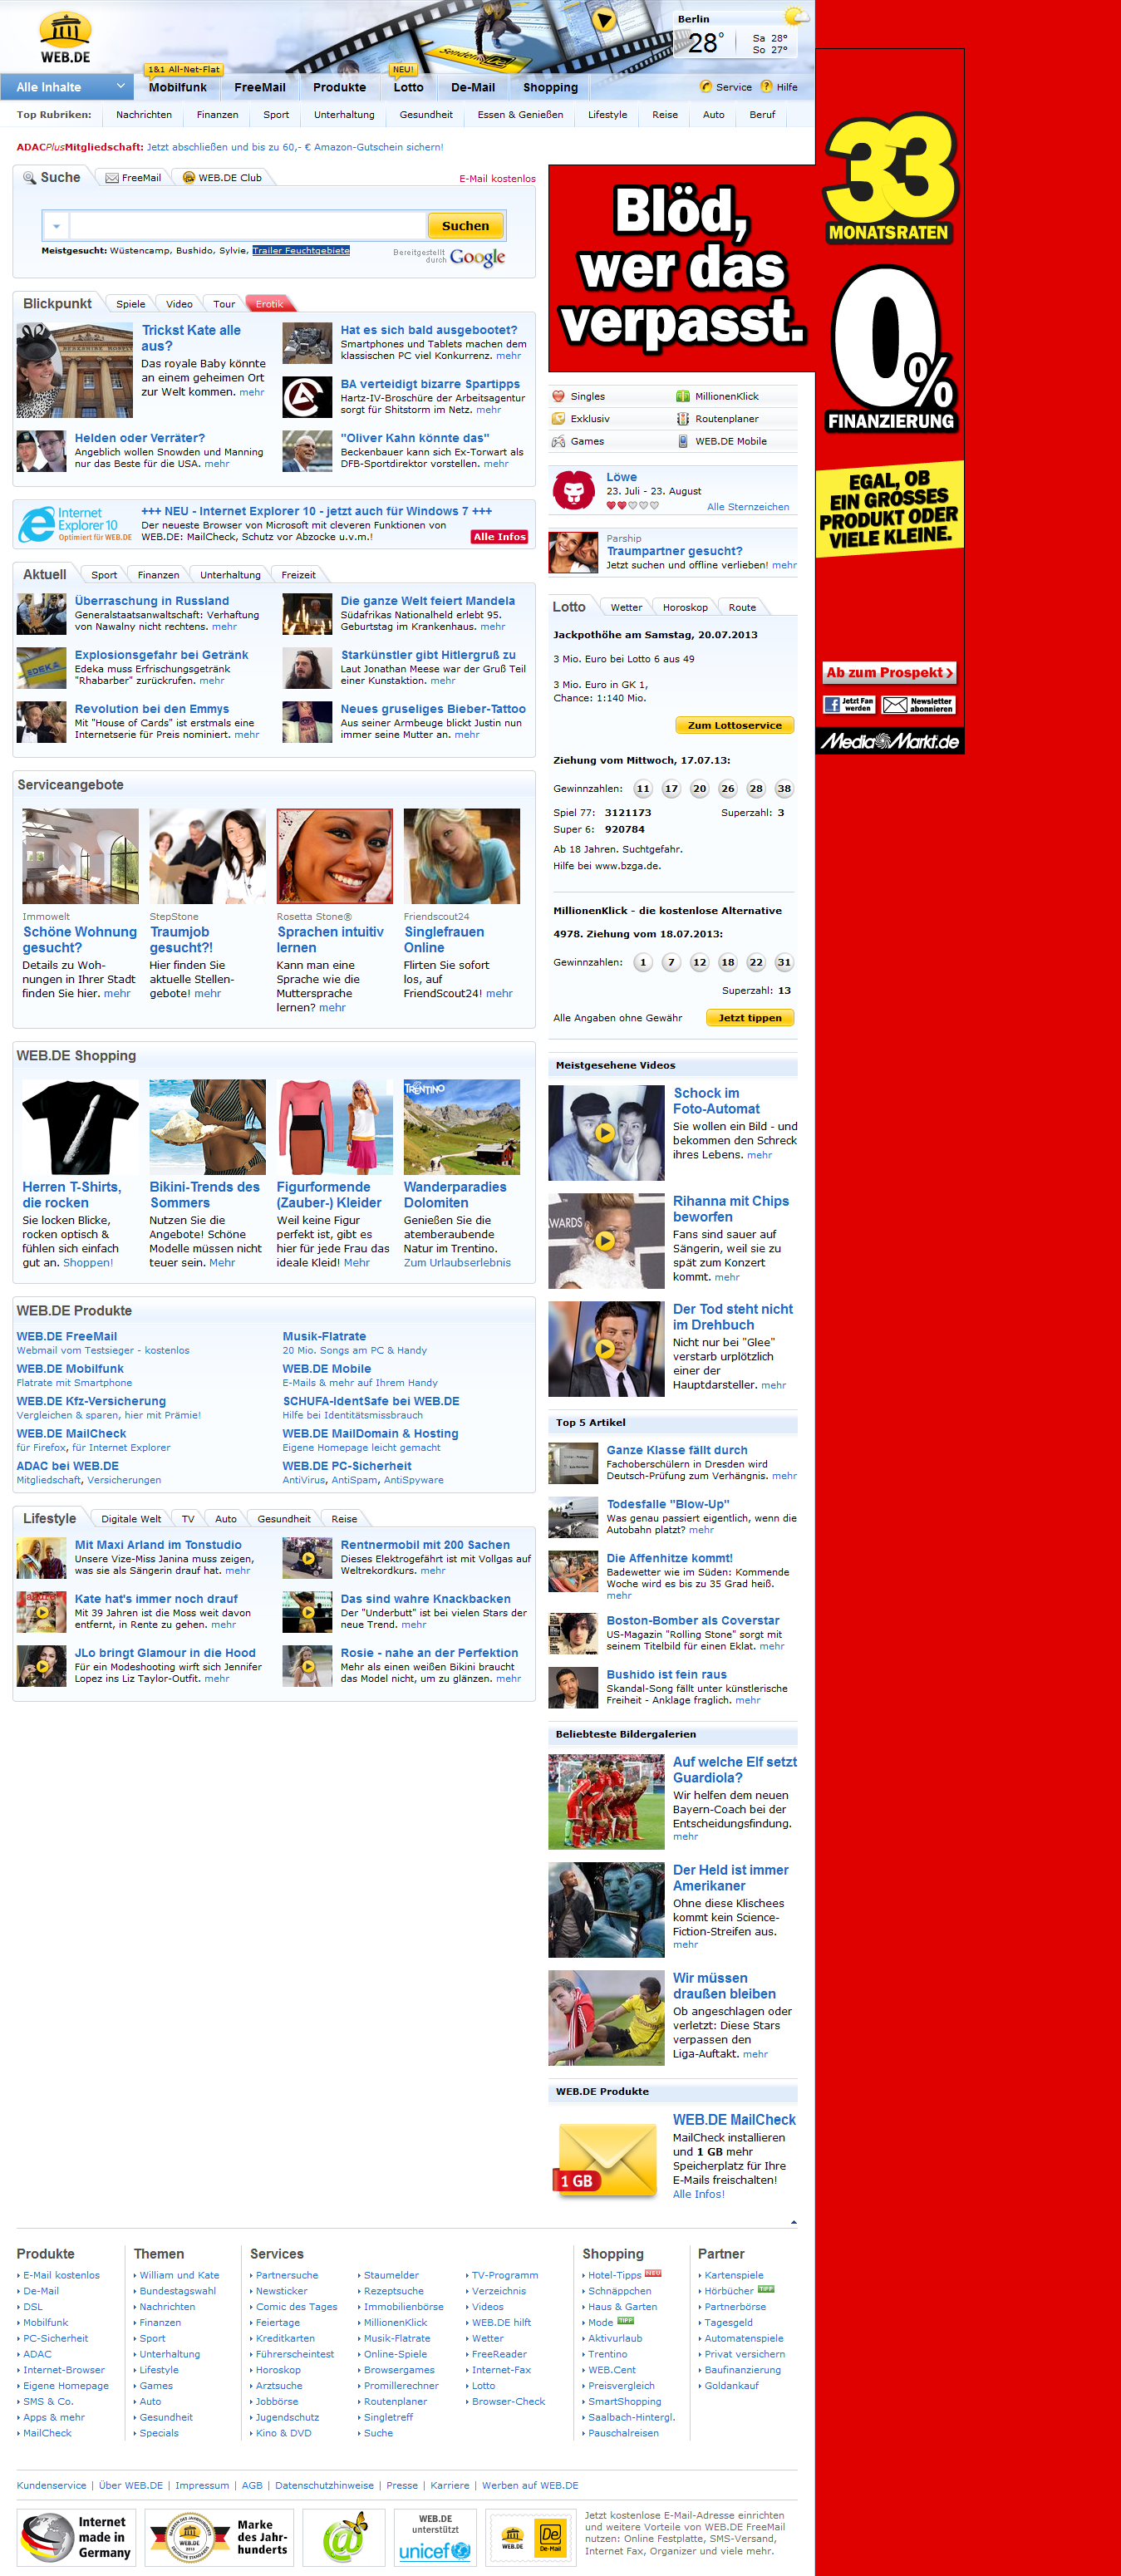 WEB.DE
Berlin
28°
Sa 28°
So 27°
Alle Inhalte
1&1 All-Net-Flat
Mobilfunk
FreeMail
Produkte
NEU!
Lotto
De-Mail
Shopping
Service
Hilfe
Top Rubriken:
Nachrichten
Finanzen
Sport
Unterhaltung
Gesundheit
Essen & Genießen
Lifestyle
Reise
Auto
Beruf
ADACPlusMitgliedschaft: Jetzt abschließen und bis zu 60,- € Amazon-Gutschein sichern!
Suche
FreeMail
WEB.DE Club
E-Mail kostenlos
Suchen
Meistgesucht: Wüstencamp, Bushido, Sylvie, Trailer Feuchtgebiete
Bereitgestellt
durch Google
Blickpunkt
Spiele
Video
Tour
Erotik
Trickst Kate alle
aus?
Das royale Baby könnte
an einem geheimen Ort
zur Welt kommen. mehr
Hat es sich bald ausgebootet?
Smartphones und Tablets machen dem
klassischen PC viel Konkurrenz. mehr
BA verteidigt bizarre Spartipps
Hartz-IV-Broschüre der Arbeitsagentur
sorgt für Shitstorm im Netz. mehr
Helden oder Verräter?
Angeblich wollen Snowden und Manning
nur das Beste für die USA. mehr
"Oliver Kahn könnte das"
Beckenbauer kann sich Ex-Torwart als
DFB-Sportdirektor vorstellen. mehr
Internet
Explorer 10
Optimiert für WEB.DE
+++ NEU - Internet Explorer 10 - jetzt auch für Windows 7 +++
Der neueste Browser von Microsoft mit cleveren Funktionen von
WEB.DE: MailCheck, Schutz vor Abzocke u.v.m.!
Alle Infos
Aktuell
Sport
Finanzen
Unterhaltung
Freizeit
Überraschung in Russland
Generalstaatsanwaltschaft: Verhaftung
von Nawalny nicht rechtens. mehr
Die ganze Welt feiert Mandela
Südafrikas Nationalheld erlebt 95.
Geburtstag im Krankenhaus. mehr
Explosionsgefahr bei Getränk
Edeka muss Erfrischungsgetränk
"Rhabarber" zurückrufen. mehr
EDEKA
Starkünstler gibt Hitlergruß zu
Laut Jonathan Meese war der Gruß Teil
einer Kunstaktion. mehr
Revolution bei den Emmys
Mit "House of Cards" ist erstmals eine
Internetserie für Preis nominiert. mehr
Neues gruseliges Bieber-Tattoo
Aus seiner Armbeuge blickt Justin nun
immer seine Mutter an. mehr
Serviceangebote
Immowelt
Schöne Wohnung
gesucht?
Details zu Woh-
nungen in Ihrer Stadt
finden Sie hier. mehr
StepStone
Traumjob
gesucht?!
Hier finden Sie
aktuelle Stellen-
gebote! mehr
Rosetta Stone®
Sprachen intuitiv
lernen
Kann man eine
Sprache wie die
Muttersprache
lernen? mehr
Friendscout24
Singlefrauen
Online
Flirten Sie sofort
los, auf
FriendScout24! mehr
WEB.DE Shopping
Herren T-Shirts,
die rocken
Sie locken Blicke,
rocken optisch &
fühlen sich einfach
gut an. Shoppen!
Bikini-Trends des
Sommers
Nutzen Sie die
Angebote! Schöne
Modelle müssen nicht
teuer sein. Mehr
Figurformende
(Zauber-) Kleider
Weil keine Figur
perfekt ist, gibt es
hier für jede Frau das
ideale Kleid! Mehr
TRENTINO
Wanderparadies
Dolomiten
Genießen Sie die
atemberaubende
Natur im Trentino.
Zum Urlaubserlebnis
WEB.DE Produkte
WEB.DE FreeMail
Webmail vom Testsieger - kostenlos
Musik-Flatrate
20 Mio. Songs am PC & Handy
WEB.DE Mobilfunk
Flatrate mit Smartphone
WEB.DE Mobile
E-Mails & mehr auf Ihrem Handy
WEB.DE Kfz-Versicherung
Vergleichen & sparen, hier mit Prämie!
SCHUFA-IdentSafe bei WEB.DE
Hilfe bei Identitätsmissbrauch
WEB.DE MailCheck
für Firefox, für Internet Explorer
WEB.DE MailDomain & Hosting
Eigene Homepage leicht gemacht
ADAC bei WEB.DE
Mitgliedschaft, Versicherungen
WEB.DE PC-Sicherheit
AntiVirus, AntiSpam, AntiSpyware
Lifestyle
Digitale Welt
TV
Auto
Gesundheit
Reise
Mit Maxi Arland im Tonstudio
Unsere Vize-Miss Janina muss zeigen,
was sie als Sängerin drauf hat. mehr
Rentnermobil mit 200 Sachen
Dieses Elektrogefährt ist mit Vollgas auf
Weltrekordkurs. mehr
Kate hat's immer noch drauf
Mit 39 Jahren ist die Moss weit davon
entfernt, in Rente zu gehen. mehr
Das sind wahre Knackbacken
Der "Underbutt" ist bei vielen Stars der
neue Trend. mehr
JLo bringt Glamour in die Hood
Für ein Modeshooting wirft sich Jennifer
Lopez ins Liz Taylor-Outfit. mehr
Rosie - nahe an der Perfektion
Mehr als einen weißen Bikini braucht
das Model nicht, um zu glänzen. mehr
Blöd,
wer das
verpasst.
33
MONATSRATEN
0%
FINANZIERUNG
EGAL, OB
EIN GROSSES
PRODUKT ODER
VIELE KLEINE.
Ab zum Prospekt
Jetzt Fan
werden
Newsletter
abonnieren
MediaMarkt.de
Singles
MillionenKlick
Exklusiv
Routenplaner
Games
WEB.DE Mobile
Löwe
23. Juli - 23. August
Alle Sternzeichen
Parship
Traumpartner gesucht?
Jetzt suchen und offline verlieben! mehr
Lotto
Wetter
Horoskop
Route
Jackpothöhe am Samstag, 20.07.2013
3 Mio. Euro bei Lotto 6 aus 49
3 Mio. Euro in GK 1,
Chance: 1:140 Mio.
Zum Lottoservice
Ziehung vom Mittwoch, 17.07.13:
Gewinnzahlen: 11 17 20 26 28 38
Spiel 77: 3121173 Superzahl: 3
Super 6: 920784
Ab 18 Jahren. Suchtgefahr.
Hilfe bei www.bzga.de.
MillionenKlick - die kostenlose Alternative
4978. Ziehung vom 18.07.2013:
Gewinnzahlen: 1 7 12 18 22 31
Superzahl: 13
Alle Angaben ohne Gewähr
Jetzt tippen
Meistgesehene Videos
Schock im
Foto-Automat
Sie wollen ein Bild - und
bekommen den Schreck
ihres Lebens. mehr
AWARDS
Rihanna mit Chips
beworfen
Fans sind sauer auf
Sängerin, weil sie zu
spät zum Konzert
kommt. mehr
Der Tod steht nicht
im Drehbuch
Nicht nur bei "Glee"
verstarb urplötzlich
einer der
Hauptdarsteller. mehr
Top 5 Artikel
Ganze Klasse fällt durch
Fachoberschülern in Dresden wird
Deutsch-Prüfung zum Verhängnis. mehr
Todesfalle "Blow-Up"
Was genau passiert eigentlich, wenn die
Autobahn platzt? mehr
Die Affenhitze kommt!
Badewetter wie im Süden: Kommende
Woche wird es bis zu 35 Grad heiß.
mehr
Boston-Bomber als Coverstar
US-Magazin "Rolling Stone" sorgt mit
seinem Titelbild für einen Eklat. mehr
Bushido ist fein raus
Skandal-Song fällt unter künstlerische
Freiheit - Anklage fraglich. mehr
Beliebteste Bildergalerien
Auf welche Elf setzt
Guardiola?
Wir helfen dem neuen
Bayern-Coach bei der
Entscheidungsfindung.
mehr
Der Held ist immer
Amerikaner
Ohne diese Klischees
kommt kein Science-
Fiction-Streifen aus.
mehr
Wir müssen
draußen bleiben
Ob angeschlagen oder
verletzt: Diese Stars
verpassen den
Liga-Auftakt. mehr
WEB.DE Produkte
1 GB
WEB.DE MailCheck
MailCheck installieren
und 1 GB mehr
Speicherplatz für Ihre
E-Mails freischalten!
Alle Infos!
Produkte
E-Mail kostenlos
De-Mail
DSL
Mobilfunk
PC-Sicherheit
ADAC
Internet-Browser
Eigene Homepage
SMS & Co.
Apps & mehr
MailCheck
Themen
William und Kate
Bundestagswahl
Nachrichten
Finanzen
Sport
Unterhaltung
Lifestyle
Games
Auto
Gesundheit
Specials
Services
Partnersuche
Newsticker
Comic des Tages
Feiertage
Kreditkarten
Führerscheintest
Horoskop
Arztsuche
Jobbörse
Jugendschutz
Kino & DVD
Staumelder
Rezeptsuche
Immobilienbörse
MillionenKlick
Musik-Flatrate
Online-Spiele
Browsergames
Promillerechner
Routenplaner
Singletreff
Suche
TV-Programm
Verzeichnis
Videos
WEB.DE hilft
Wetter
FreeReader
Internet-Fax
Lotto
Browser-Check
Shopping
Hotel-Tipps NEU
Schnäppchen
Haus & Garten
Mode TIPP
Aktivurlaub
Trentino
WEB.Cent
Preisvergleich
SmartShopping
Saalbach-Hintergl.
Pauschalreisen
Partner
Kartenspiele
Hörbücher TIPP
Partnerbörse
Tagesgeld
Automatenspiele
Privat versichern
Baufinanzierung
Goldankauf
Kundenservice | Über WEB.DE | Impressum | AGB | Datenschutzhinweise | Presse | Karriere | Werben auf WEB.DE
Internet
made in
Germany
WEB.DE
Marke
des Jahr-
hunderts
WEB.DE
unterstützt
unicef
WEB.DE
De-Mail
Jetzt kostenlose E-Mail-Adresse einrichten
und weitere Vorteile von WEB.DE FreeMail
nutzen: Online Festplatte, SMS-Versand,
Internet Fax, Organizer und viele mehr.